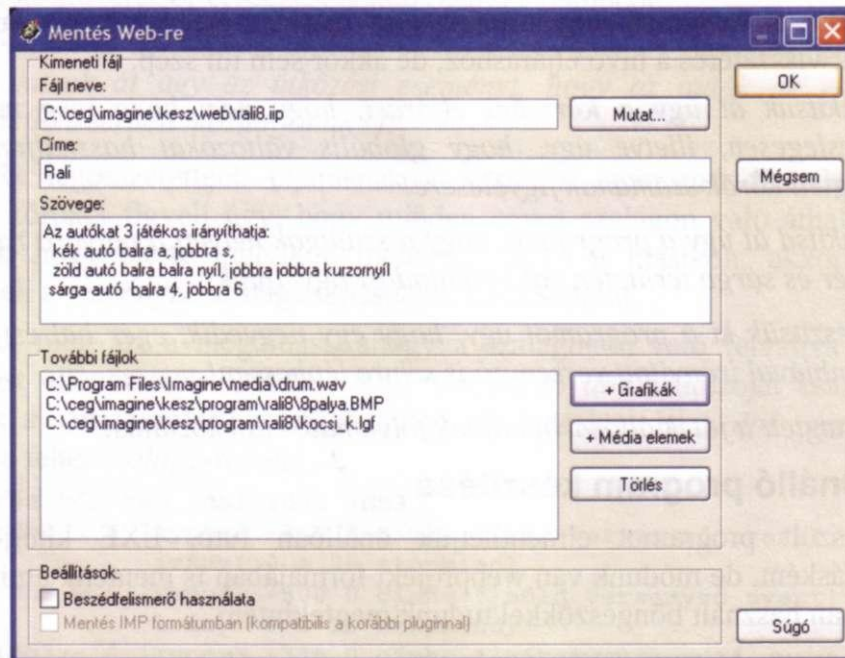 Mentés Web-re
Kimeneti fájl
Fájl neve:
OK
C:\ceg\imagine\kesz\web\rali8.iip
Mutat...
Címe:
Rali
Mégsem
Szövege:
Az autókat 3 játékos irányíthatja:
kék autó balra a, jobbra s,
zöld autó balra balra nyíl, jobbra jobbra kurzornyíl
sárga autó balra 4, jobbra 6
További fájlok
C:\Program Files\Imagine\media\drum.wav
C:\ceg\imagine\kesz\program\rali8\8palya.BMP
C:\ceg\imagine\kesz\program\rali8\kocsi_k.lgf
+ Grafikák
+ Média elemek
Törlés
Beállítások:
Beszédfelismerő használata
Mentés IMP formátumban (kompatibilis a korábbi pluginnal)
Súgó